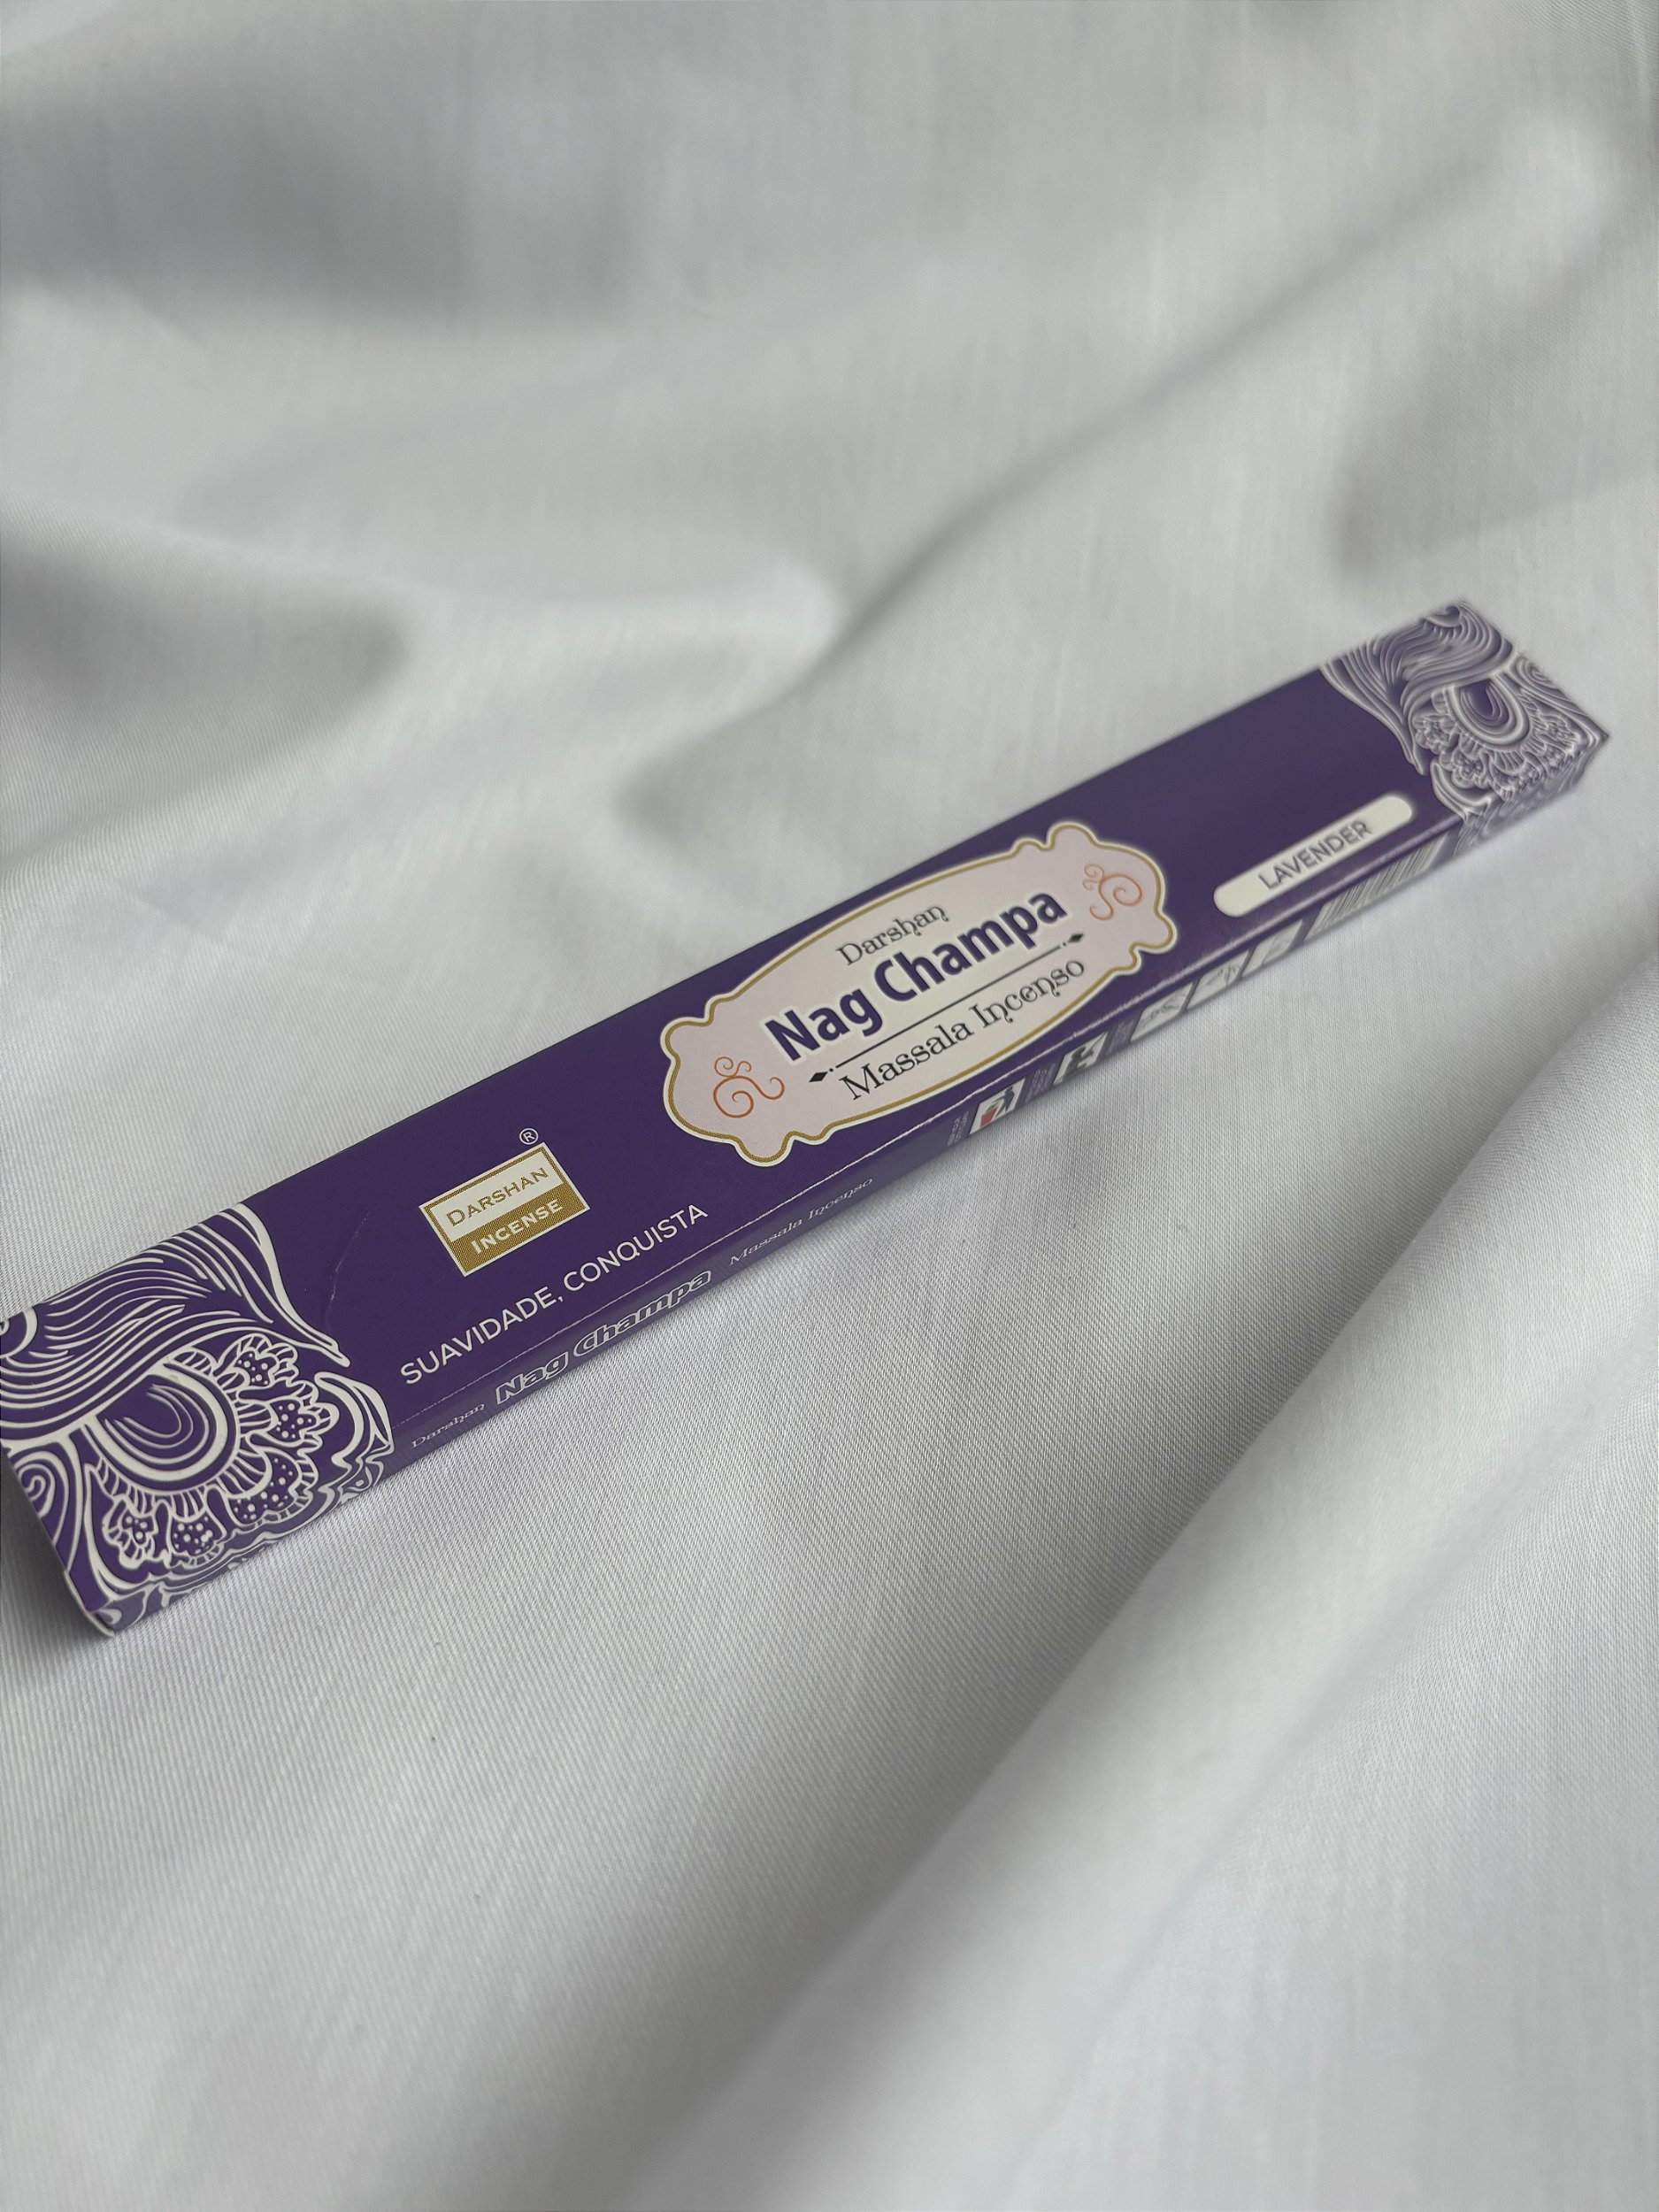 Darshan
Nag Champa
Massala Incenso
LAVENDER
®
DARSHAN
INCENSE
SUAVIDADE, CONQUISTA
Darshan Nag Champa Massala Incenso